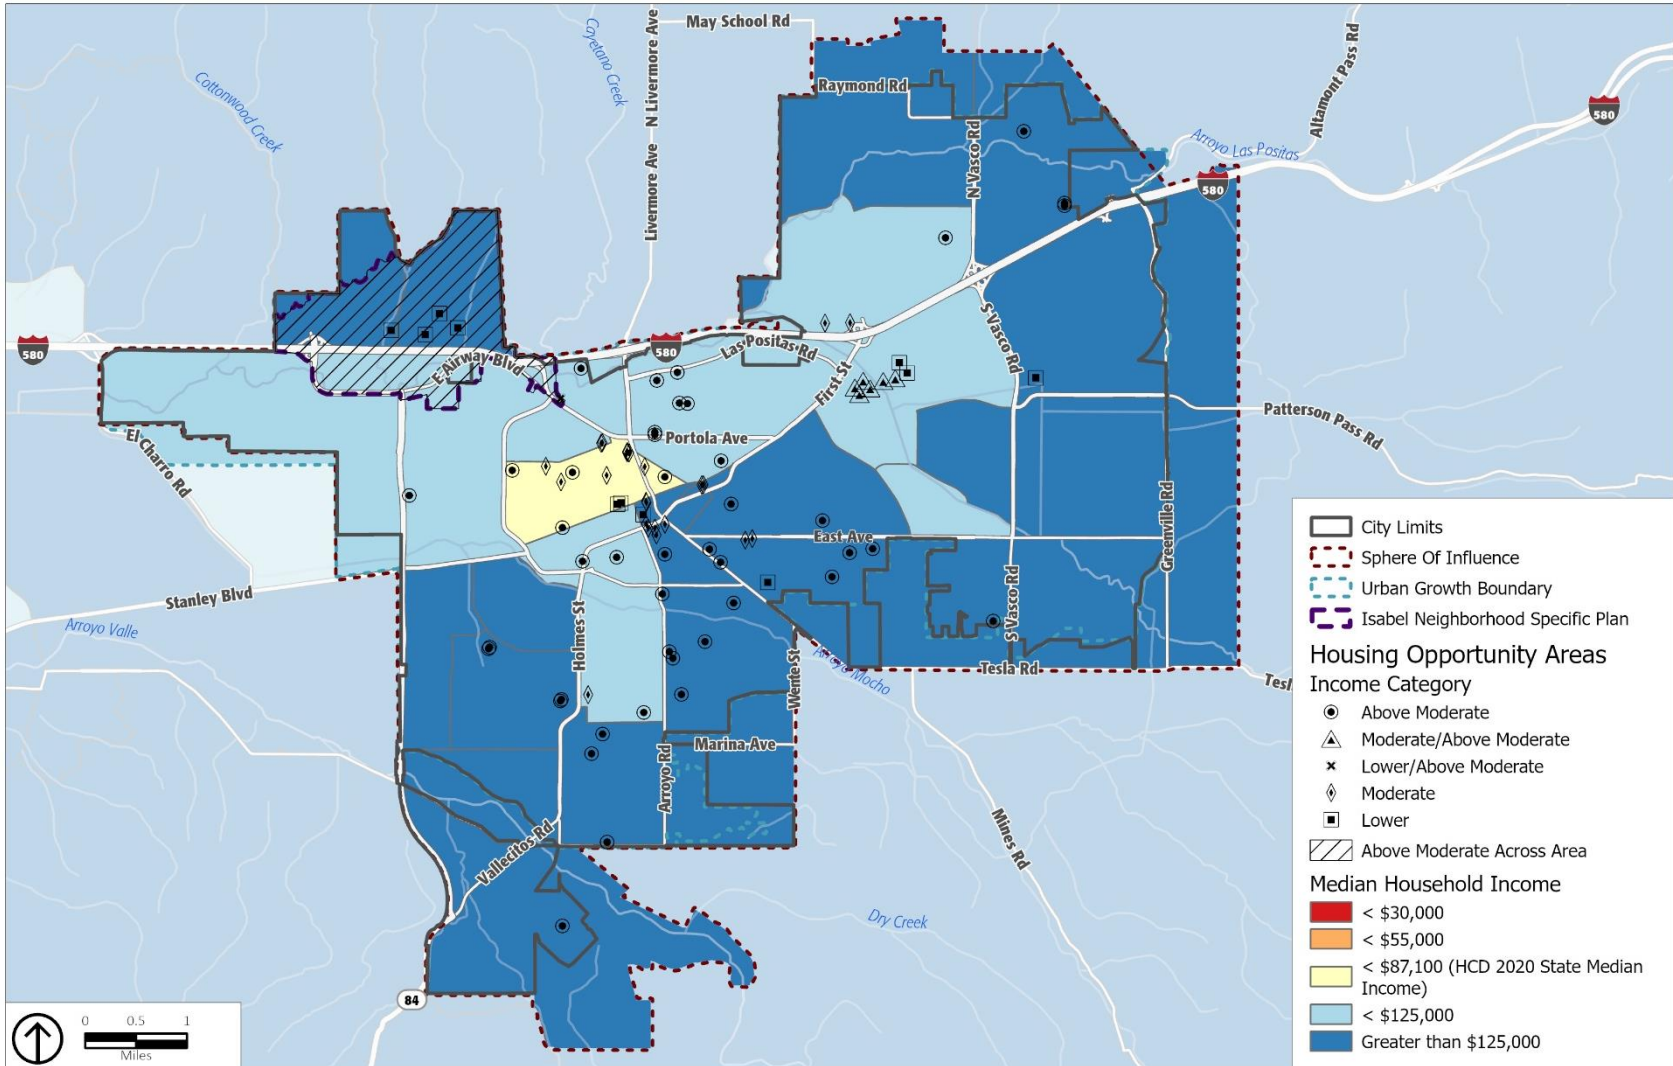 May School Rd
Cayetano Creek
N Livermore Ave
Livermore Ave
Cottonwood Creek
Raymond Rd
N Vasco Rd
Altamont Pass Rd
Arroyo Las Positas
580
580
580
580
E Airway Blvd
Las Positas Rd
First St
S Vasco Rd
Patterson Pass Rd
Portola Ave
El Charro Rd
East Ave
Greenville Rd
Stanley Blvd
Arroyo Valle
Holmes St
S Vasco Rd
Tesla Rd
Tesl
Arroyo Mocho
Wente St
Marina Ave
Arroyo Rd
Vallecitos Rd
Mines Rd
Dry Creek
84
0 0.5 1
Miles
City Limits
Sphere Of Influence
Urban Growth Boundary
Isabel Neighborhood Specific Plan
Housing Opportunity Areas
Income Category
Above Moderate
Moderate/Above Moderate
Lower/Above Moderate
Moderate
Lower
Above Moderate Across Area
Median Household Income
< $30,000
< $55,000
< $87,100 (HCD 2020 State Median
Income)
< $125,000
Greater than $125,000